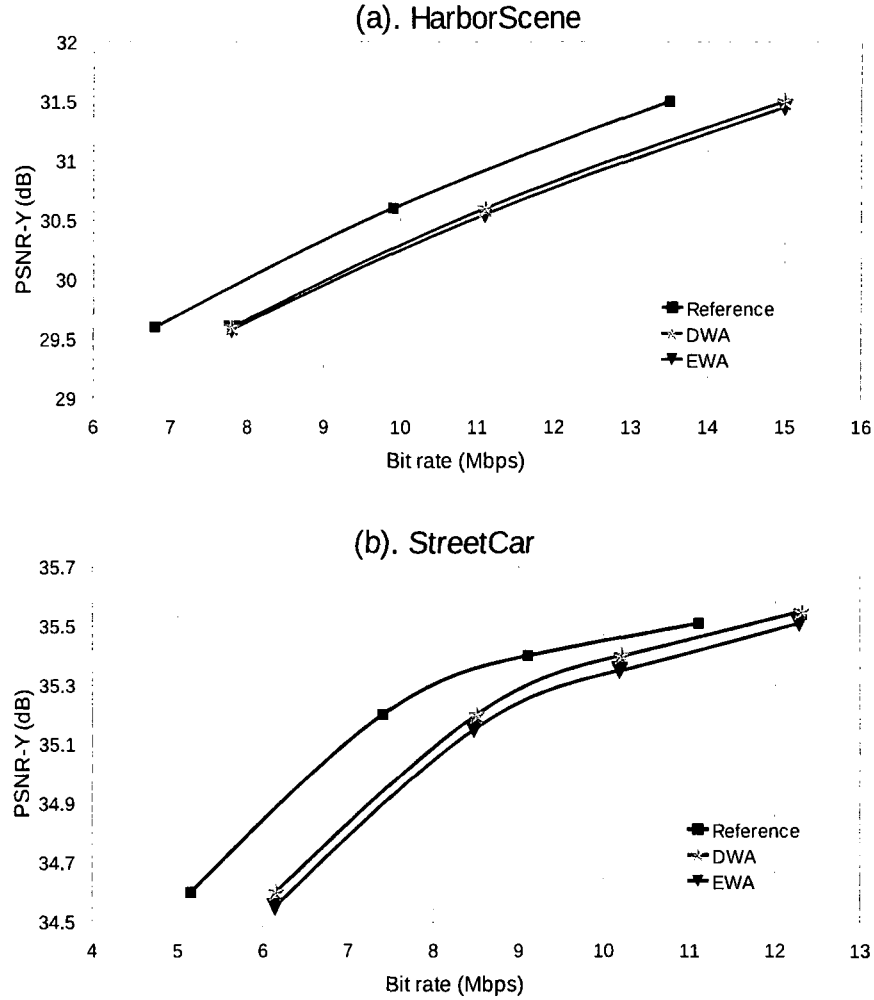 (a). HarborScene
32
31.5
31
30.5
30
29.5
29
PSNR-Y (dB)
6 7 8 9 10 11 12 13 14 15 16
Bit rate (Mbps)
Reference
DWA
EWA
(b). StreetCar
35.7
35.5
35.3
35.1
34.9
34.7
34.5
PSNR-Y (dB)
4 5 6 7 8 9 10 11 12 13
Bit rate (Mbps)
Reference
DWA
EWA